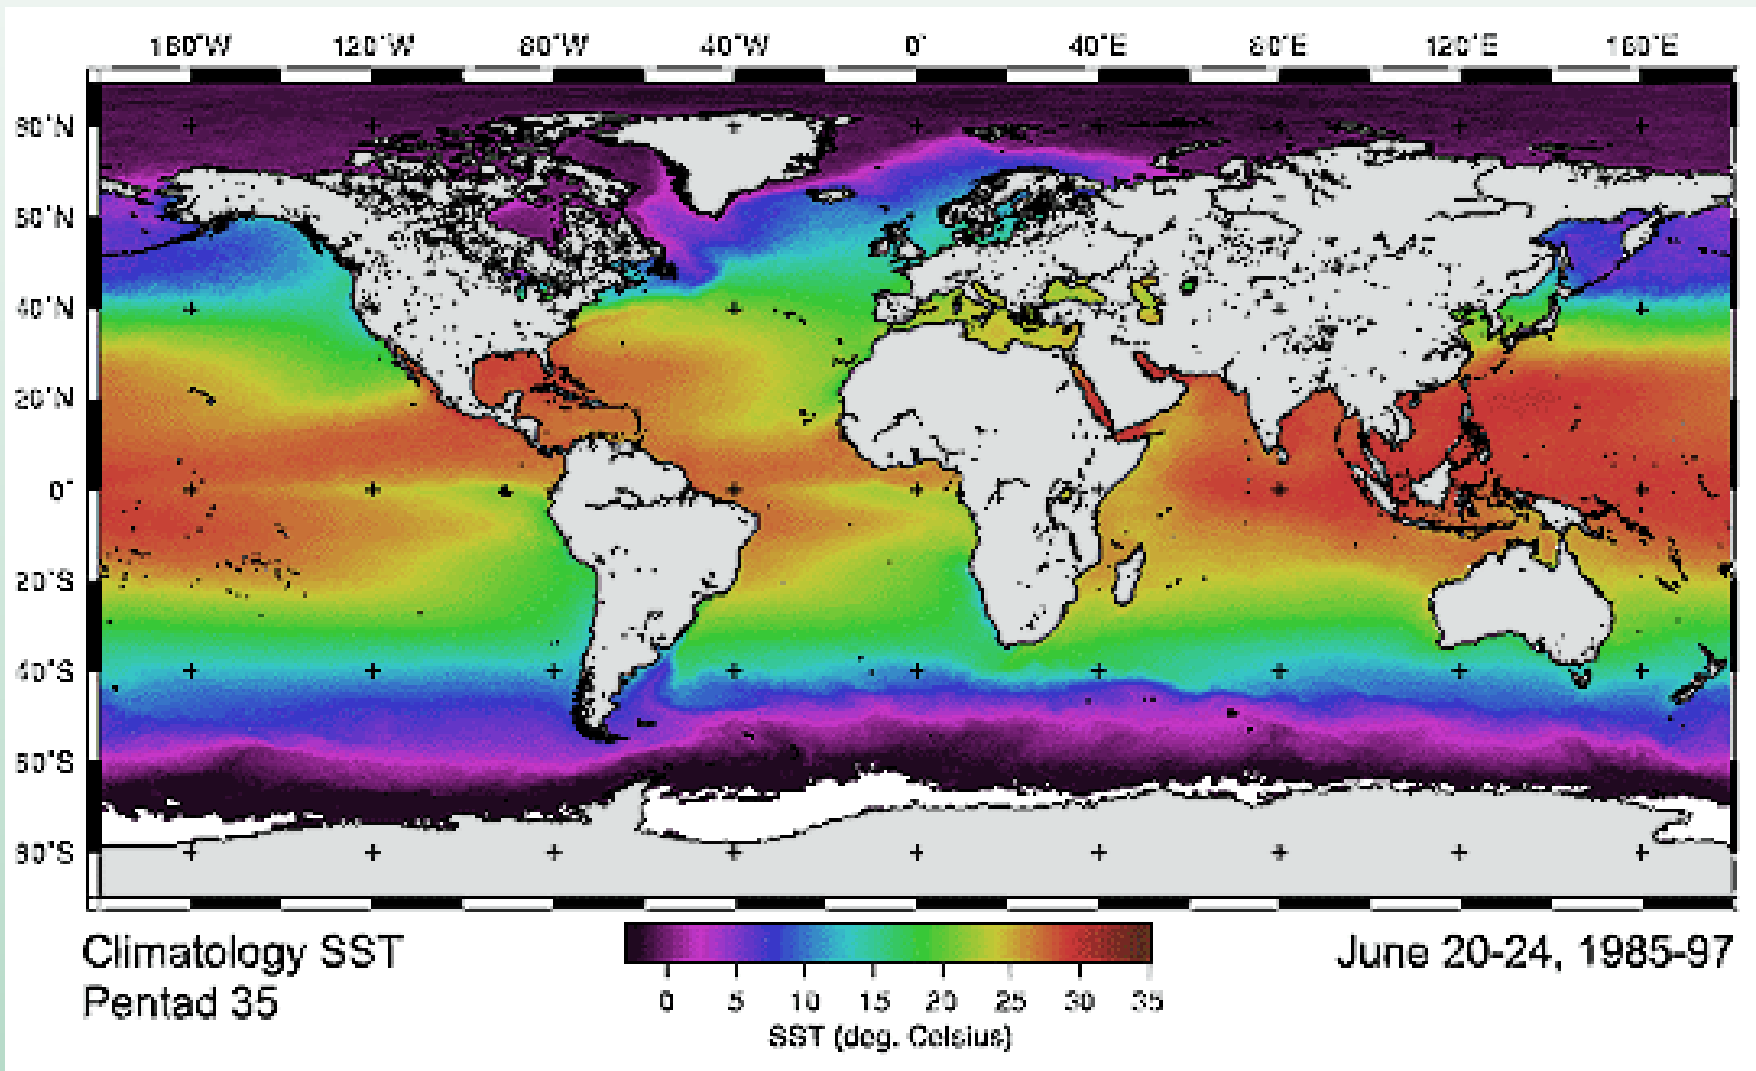 160°W 120°W 80°W 40°W 0° 40°E 80°E 120°E 160°E
80°N
60°N
40°N
20°N
0°
20°S
40°S
60°S
80°S
Climatology SST
Pentad 35
0 5 10 15 20 25 30 35
SST (deg. Celsius)
June 20-24, 1985-97